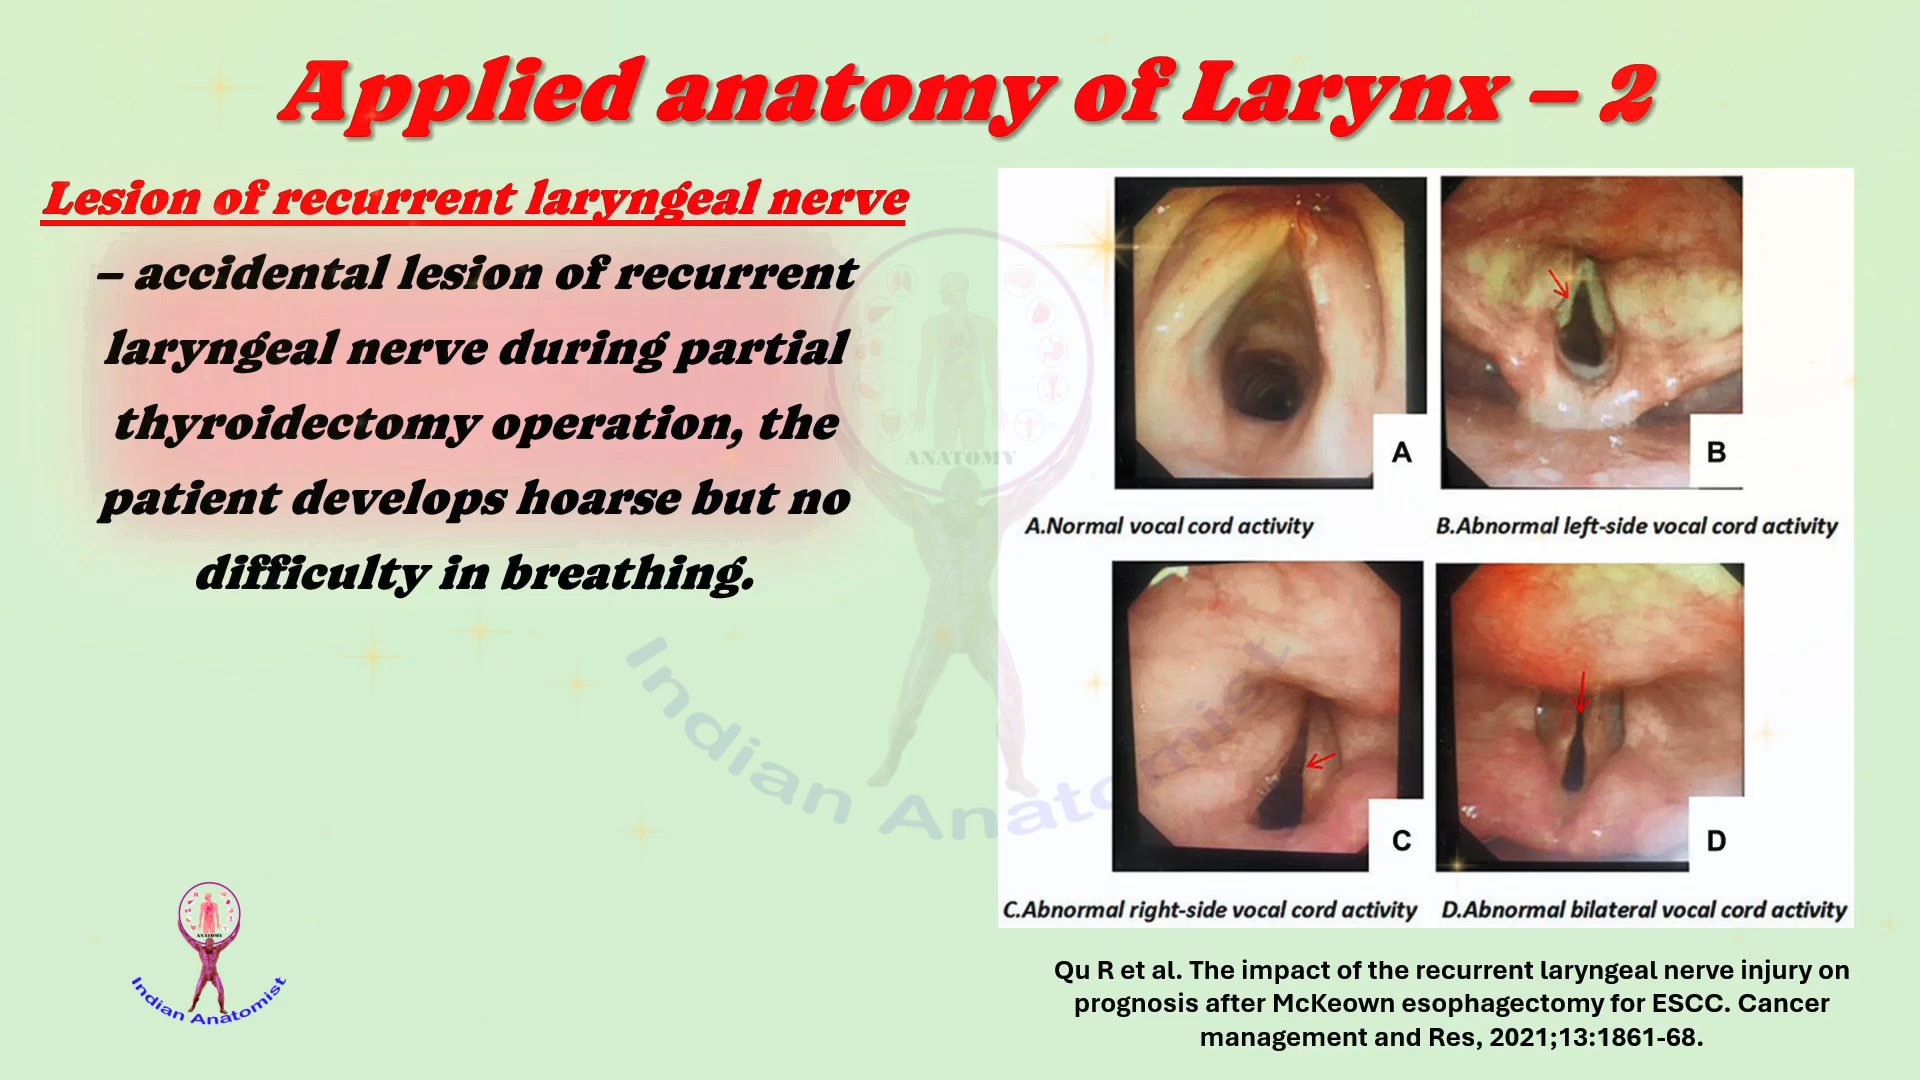 Applied anatomy of Larynx – 2
Lesion of recurrent laryngeal nerve
– accidental lesion of recurrent
laryngeal nerve during partial
thyroidectomy operation, the
patient develops hoarse but no
difficulty in breathing.
A
B
A.Normal vocal cord activity
B.Abnormal left-side vocal cord activity
C
D
C.Abnormal right-side vocal cord activity
D.Abnormal bilateral vocal cord activity
Qu R et al. The impact of the recurrent laryngeal nerve injury on
prognosis after McKeown esophagectomy for ESCC. Cancer
management and Res, 2021;13:1861-68.
ANATOMY
Indian Anatomist
ANATOMY
Indian Anatomist